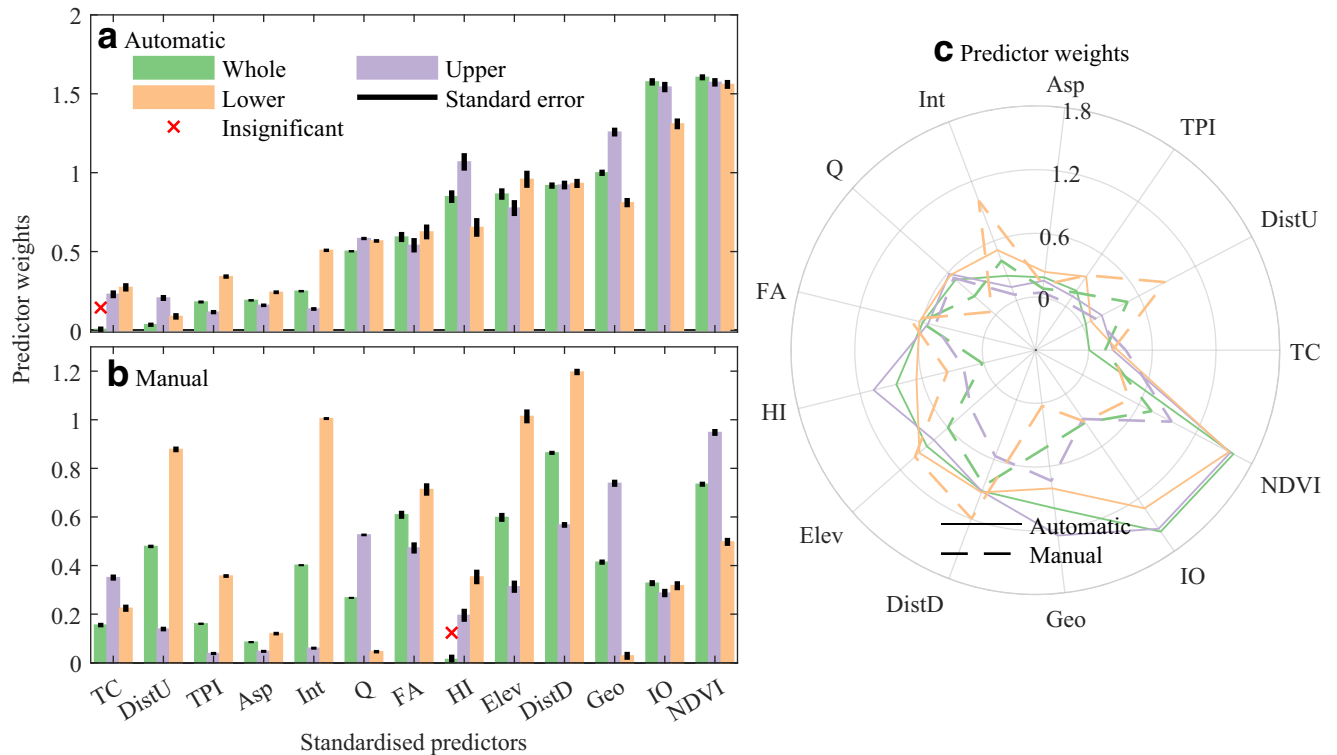 a Automatic
Whole
Upper
Lower
Standard error
Insignificant
2
1.5
1
0.5
0
Predictor weights
b Manual
1.2
1
0.8
0.6
0.4
0.2
0
TC DistU TPI Asp Int Q FA HI Elev DistD Geo IO NDVI
Standardised predictors
c Predictor weights
Asp
TPI
DistU
TC
NDVI
IO
Geo
DistD
Elev
HI
FA
Q
Int
1.8
1.2
0.6
0
Automatic
Manual